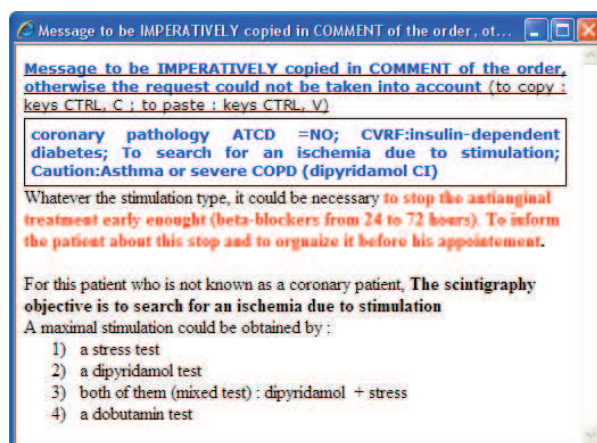 Message to be IMPERATIVELY copied in COMMENT of the order, ot...
Message to be IMPERATIVELY copied in COMMENT of the order,
otherwise the request could not be taken into account (to copy :
keys CTRL, C ; to paste : keys CTRL, V)
coronary pathology ATCD =NO; CVRF:insulin-dependent
diabetes; To search for an ischemia due to stimulation;
Caution:Asthma or severe COPD (dipyridamol CI)
Whatever the stimulation type, it could be necessary to stop the antianginal
treatment early enought (beta-blockers from 24 to 72 hours). To inform
the patient about this stop and to orgnaize it before his appointement.
For this patient who is not known as a coronary patient, The scintigraphy
objective is to search for an ischemia due to stimulation
A maximal stimulation could be obtained by :
1) a stress test
2) a dipyridamol test
3) both of them (mixed test) : dipyridamol + stress
4) a dobutamin test